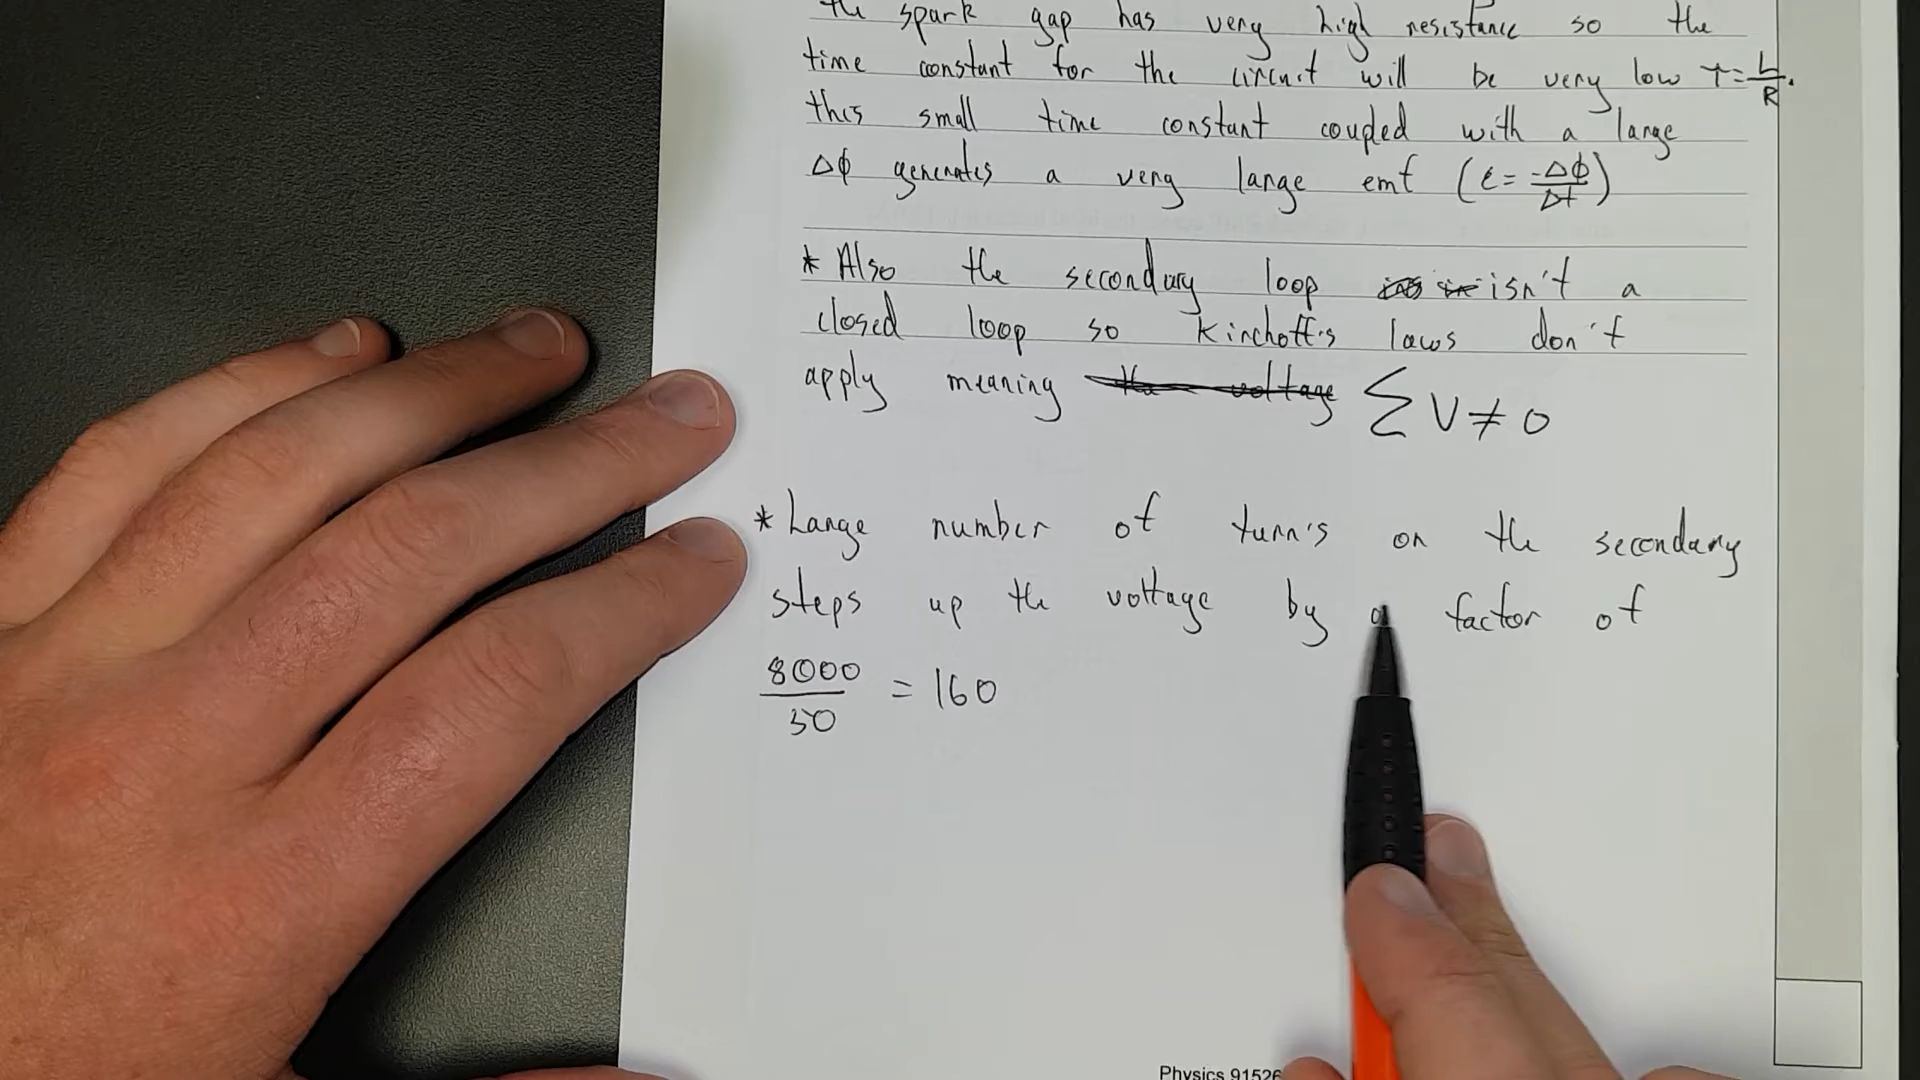 the spark gap has very high resistance so the
time constant for the circuit will be very low τ = L/R.
this small time constant coupled with a large
Δϕ generates a very large emf (ε = -Δϕ/Δt)
* Also the secondary loop isn't a
closed loop so Kirchoff's laws don't
apply meaning the voltage ∑V ≠ 0
* Large number of turn's on the secondary
steps up the voltage by a factor of
8000/50 = 160
Physics 91526